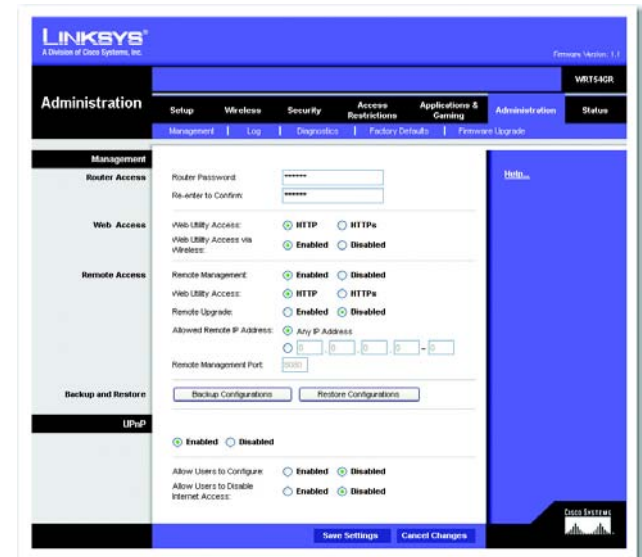 LINKSYS®
A Division of Cisco Systems, Inc.
Firmware Version: 1.1
WRT54GR
Administration
Setup Wireless Security Access Restrictions Applications & Gaming Administration Status
Management | Log | Diagnostics | Factory Defaults | Firmware Upgrade
Management
Help...
Router Access
Router Password: ******
Re-enter to Confirm: ******
Web Access
Web Utility Access: HTTP HTTPs
Web Utility Access via Wireless: Enabled Disabled
Remote Access
Remote Management: Enabled Disabled
Web Utility Access: HTTP HTTPs
Remote Upgrade: Enabled Disabled
Allowed Remote IP Address: Any IP Address
0 . 0 . 0 . 0 - 0
Remote Management Port: 8080
Backup and Restore
Backup Configurations Restore Configurations
UPnP
Enabled Disabled
Allow Users to Configure: Enabled Disabled
Allow Users to Disable Internet Access: Enabled Disabled
Cisco Systems
Save Settings Cancel Changes